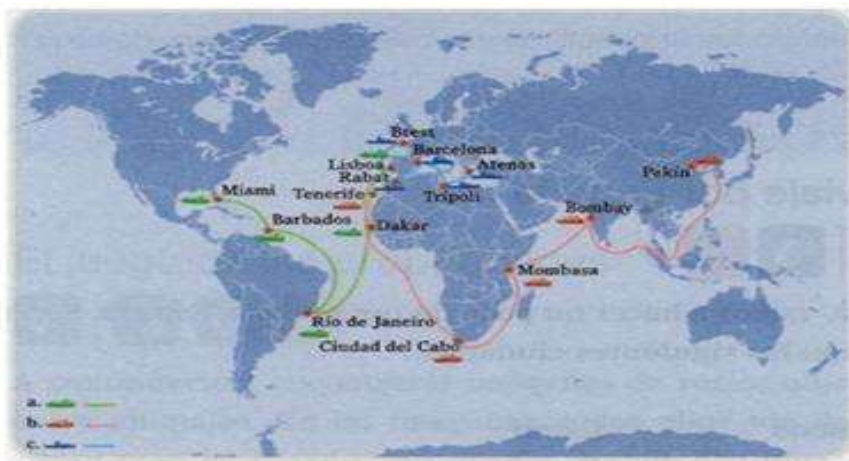 Brest
Barcelona
Lisboa
Rabat
Atenas
Pekín
Miami
Tenerife
Trípoli
Bombay
Barbados
Dakar
Mombasa
Río de Janeiro
Ciudad del Cabo
a.
b.
c.